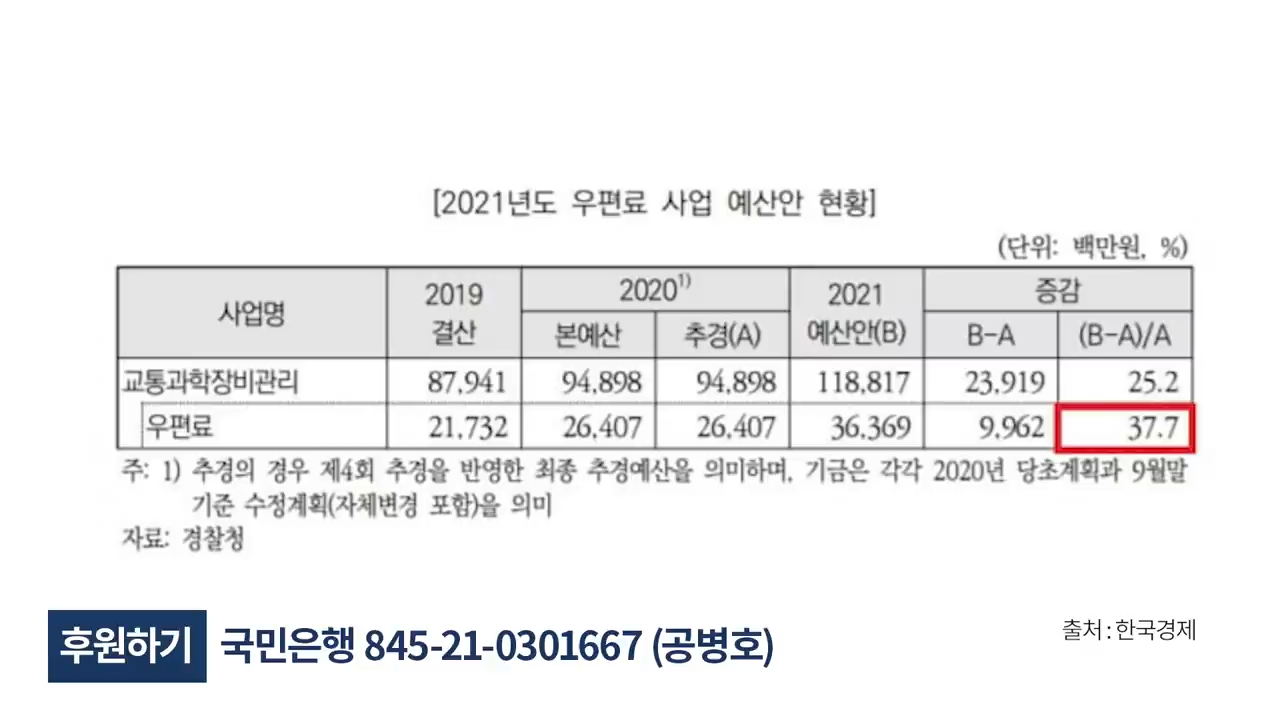 [2021년도 우편료 사업 예산안 현황]
(단위: 백만원, %)
사업명 2019 결산 20201) 2021 예산안(B) 증감
본예산 추경(A) B-A (B-A)/A
교통과학장비관리 87,941 94,898 94,898 118,817 23,919 25.2
우편료 21,732 26,407 26,407 36,369 9,962 37.7
주: 1) 추경의 경우 제4회 추경을 반영한 최종 추경예산을 의미하며, 기금은 각각 2020년 당초계획과 9월말
기준 수정계획(자체변경 포함)을 의미
자료: 경찰청
후원하기 국민은행 845-21-0301667 (공병호)
출처 : 한국경제